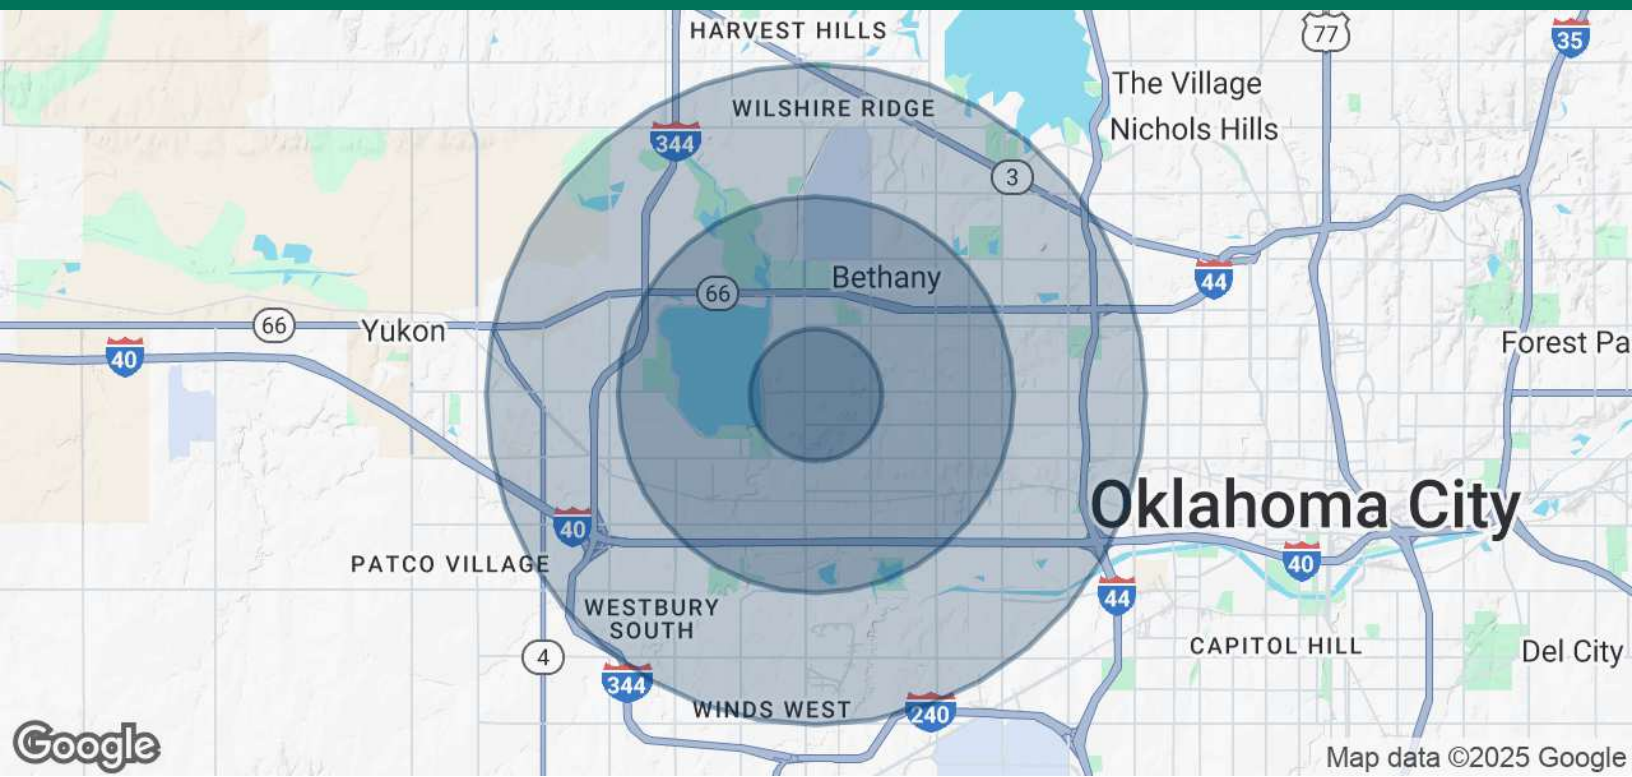 HARVEST HILLS
77
35
The Village
Nichols Hills
WILSHIRE RIDGE
344
3
Bethany
66
44
66
Yukon
40
Forest Pa
Oklahoma City
40
40
PATCO VILLAGE
44
WESTBURY
SOUTH
CAPITOL HILL
4
Del City
344
WINDS WEST
240
Google
Map data ©2025 Google